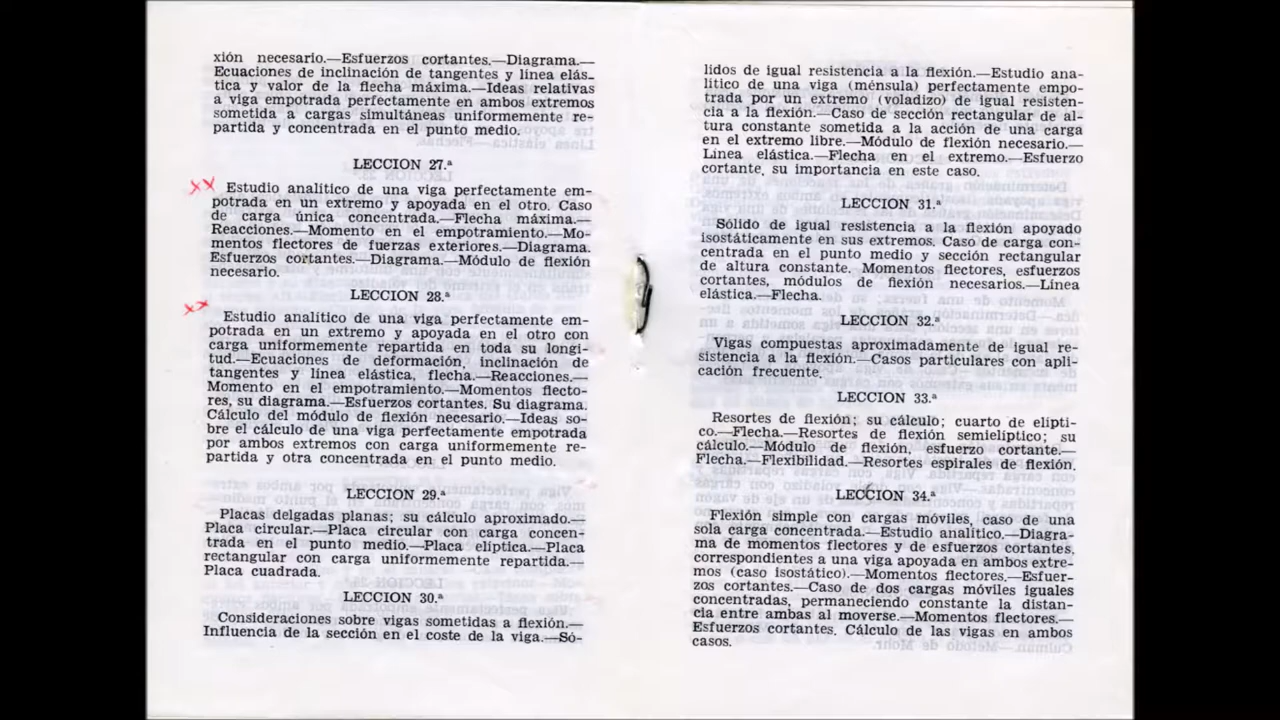 xión necesario.—Esfuerzos cortantes.—Diagrama.—
Ecuaciones de inclinación de tangentes y línea elás-
tica y valor de la flecha máxima.—Ideas relativas
a viga empotrada perfectamente en ambos extremos
sometida a cargas simultáneas uniformemente re-
partida y concentrada en el punto medio.
LECCION 27.ª
Estudio analítico de una viga perfectamente em-
potrada en un extremo y apoyada en el otro. Caso
de carga única concentrada.—Flecha máxima.—
Reacciones.—Momento en el empotramiento.—Mo-
mentos flectores de fuerzas exteriores.—Diagrama.
Esfuerzos cortantes.—Diagrama.—Módulo de flexión
necesario.
LECCION 28.ª
Estudio analítico de una viga perfectamente em-
potrada en un extremo y apoyada en el otro con
carga uniformemente repartida en toda su longi-
tud.—Ecuaciones de deformación, inclinación de
tangentes y línea elástica, flecha.—Reacciones.—
Momento en el empotramiento.—Momentos flecto-
res, su diagrama.—Esfuerzos cortantes. Su diagrama.
Cálculo del módulo de flexión necesario.—Ideas so-
bre el cálculo de una viga perfectamente empotrada
por ambos extremos con carga uniformemente re-
partida y otra concentrada en el punto medio.
LECCION 29.ª
Placas delgadas planas; su cálculo aproximado.—
Placa circular.—Placa circular con carga concen-
trada en el punto medio.—Placa elíptica.—Placa
rectangular con carga uniformemente repartida.—
Placa cuadrada.
LECCION 30.ª
Consideraciones sobre vigas sometidas a flexión.—
Influencia de la sección en el coste de la viga.—Só-
lidos de igual resistencia a la flexión.—Estudio ana-
lítico de una viga (ménsula) perfectamente empo-
trada por un extremo (voladizo) de igual resisten-
cia a la flexión.—Caso de sección rectangular de al-
tura constante sometida a la acción de una carga
en el extremo libre.—Módulo de flexión necesario.—
Línea elástica.—Flecha en el extremo.—Esfuerzo
cortante, su importancia en este caso.
LECCION 31.ª
Sólido de igual resistencia a la flexión apoyado
isostáticamente en sus extremos. Caso de carga con-
centrada en el punto medio y sección rectangular
de altura constante. Momentos flectores, esfuerzos
cortantes, módulos de flexión necesarios.—Línea
elástica.—Flecha.
LECCION 32.ª
Vigas compuestas aproximadamente de igual re-
sistencia a la flexión.—Casos particulares con apli-
cación frecuente.
LECCION 33.ª
Resortes de flexión; su cálculo; cuarto de elípti-
co.—Flecha.—Resortes de flexión semielíptico; su
cálculo.—Módulo de flexión, esfuerzo cortante.—
Flecha.—Flexibilidad.—Resortes espirales de flexión.
LECCION 34.ª
Flexión simple con cargas móviles, caso de una
sola carga concentrada.—Estudio analítico.—Diagra-
ma de momentos flectores y de esfuerzos cortantes,
correspondientes a una viga apoyada en ambos extre-
mos (caso isostático).—Momentos flectores.—Esfuer-
zos cortantes.—Caso de dos cargas móviles iguales
concentradas, permaneciendo constante la distan-
cia entre ambas al moverse.—Momentos flectores.—
Esfuerzos cortantes. Cálculo de las vigas en ambos
casos.